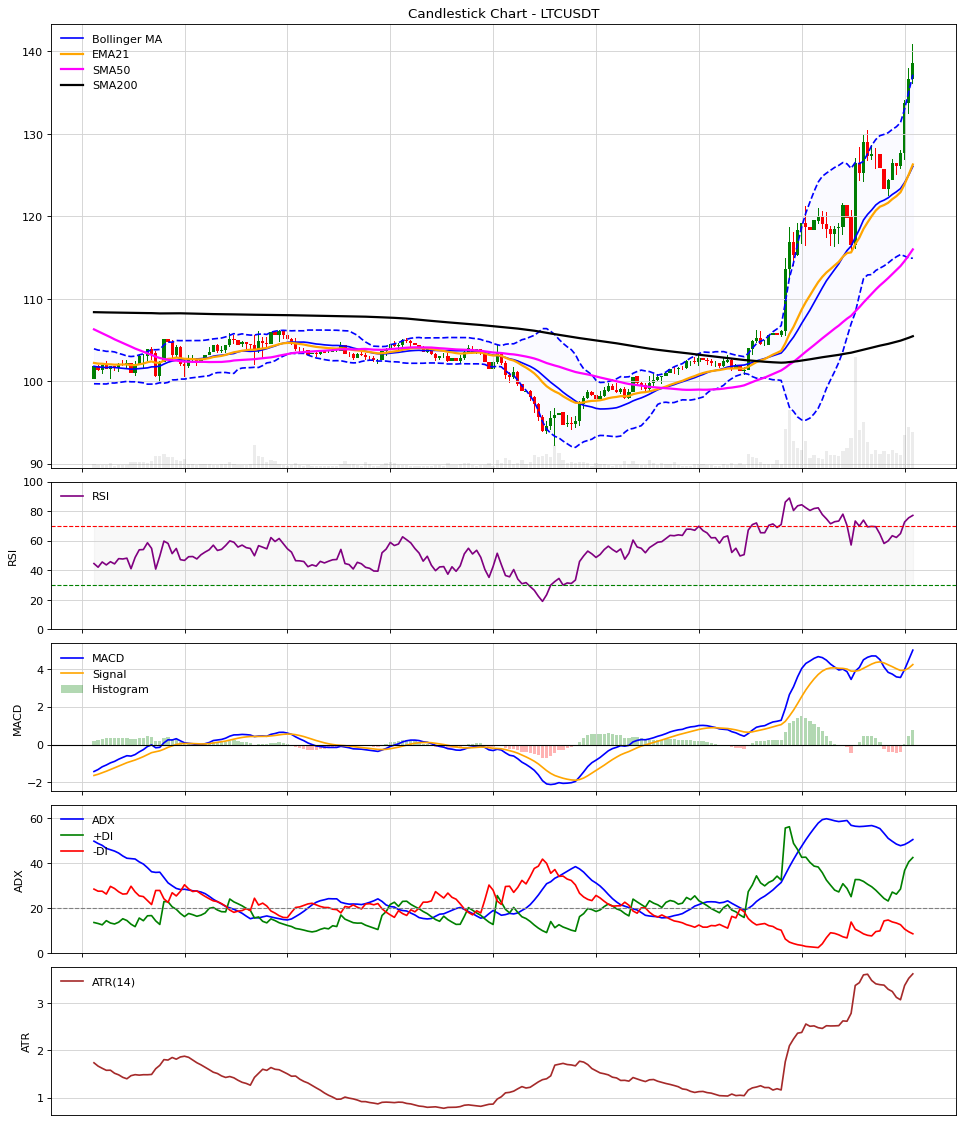 Candlestick Chart - LTCUSDT
Bollinger MA
EMA21
SMA50
SMA200
140
130
120
110
100
90
RSI
RSI
100
80
60
40
20
0
MACD
Signal
Histogram
MACD
4
2
0
−2
ADX
+DI
-DI
ADX
60
40
20
0
ATR(14)
ATR
3
2
1